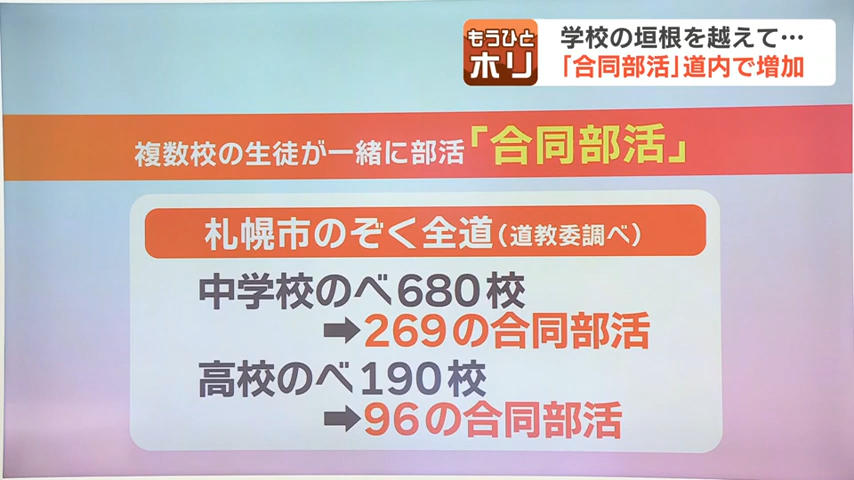 もうひと
ホリ
学校の垣根を越えて…
「合同部活」道内で増加
複数校の生徒が一緒に部活「合同部活」
札幌市のぞく全道(道教委調べ)
中学校のべ680校
➡269の合同部活
高校のべ190校
➡96の合同部活